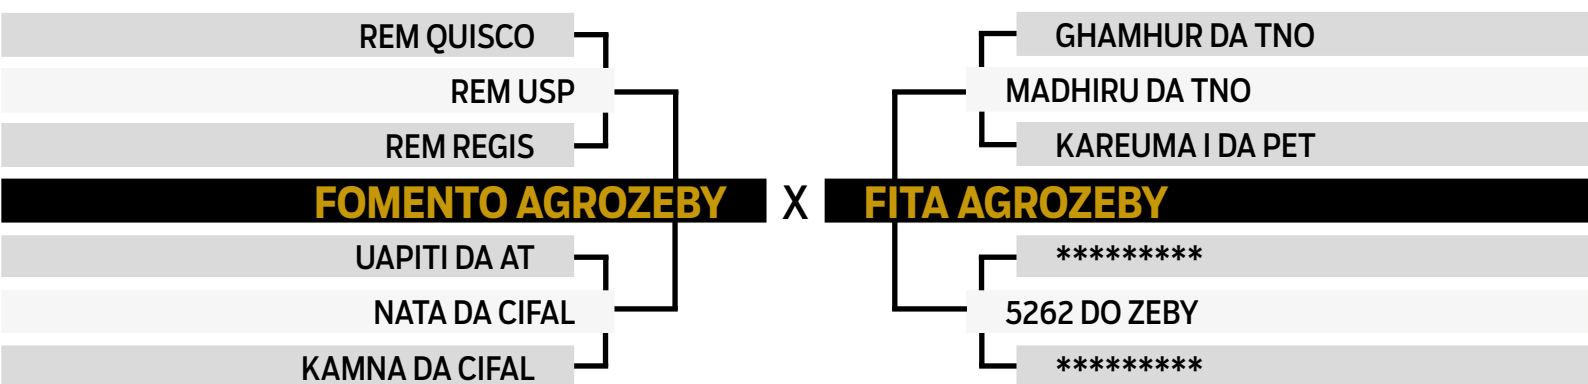 REM QUISCO
REM USP
REM REGIS
FOMENTO AGROZEBY X FITA AGROZEBY
UAPITI DA AT
NATA DA CIFAL
KAMNA DA CIFAL
GHAMHUR DA TNO
MADHIRU DA TNO
KAREUMA I DA PET
*********
5262 DO ZEBY
*********